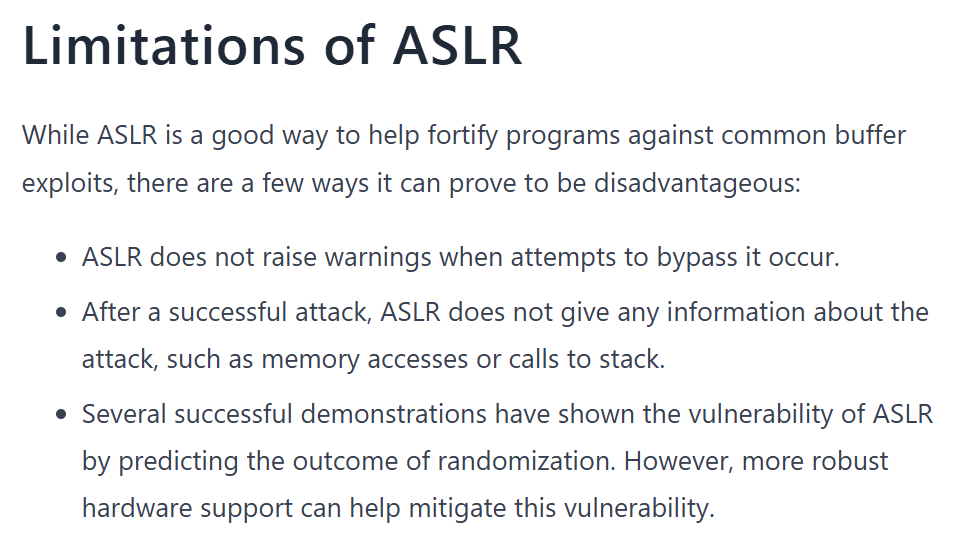 Limitations of ASLR
While ASLR is a good way to help fortify programs against common buffer
exploits, there are a few ways it can prove to be disadvantageous:
• ASLR does not raise warnings when attempts to bypass it occur.
• After a successful attack, ASLR does not give any information about the
attack, such as memory accesses or calls to stack.
• Several successful demonstrations have shown the vulnerability of ASLR
by predicting the outcome of randomization. However, more robust
hardware support can help mitigate this vulnerability.